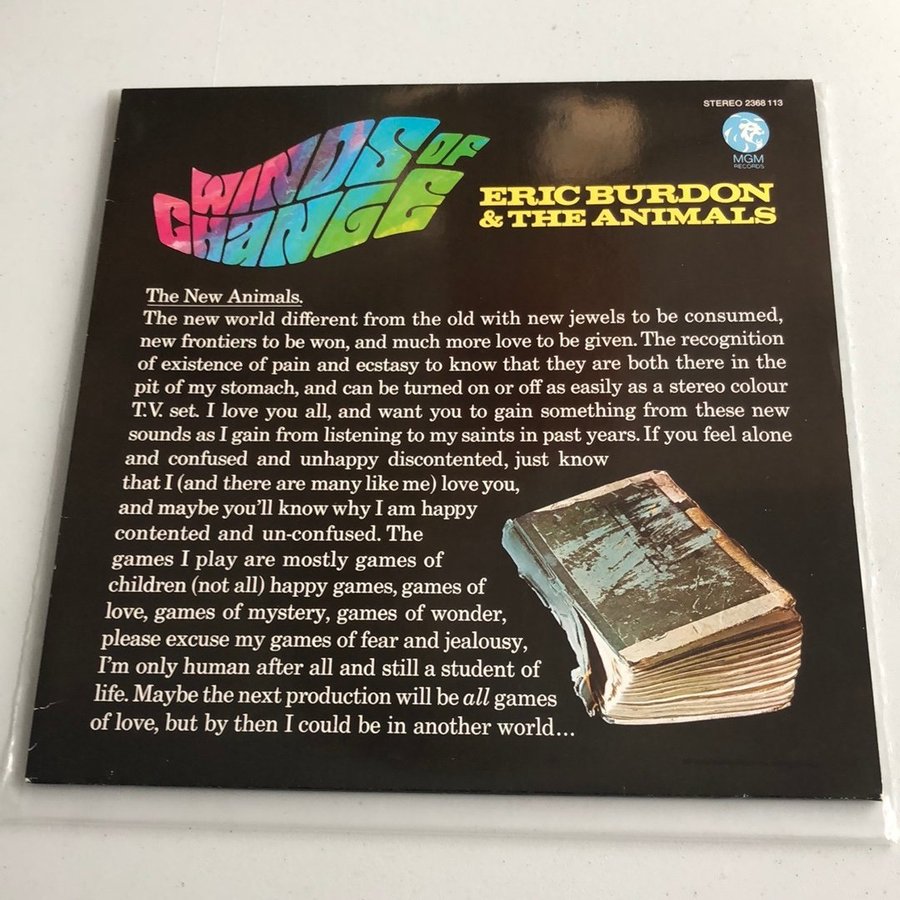 STEREO 2368 113
MGM
RECORDS
WINDS OF
CHANGE
ERIC BURDON
& THE ANIMALS
The New Animals.
The new world different from the old with new jewels to be consumed,
new frontiers to be won, and much more love to be given. The recognition
of existence of pain and ecstasy to know that they are both there in the
pit of my stomach, and can be turned on or off as easily as a stereo colour
T.V. set. I love you all, and want you to gain something from these new
sounds as I gain from listening to my saints in past years. If you feel alone
and confused and unhappy discontented, just know
that I (and there are many like me) love you,
and maybe you'll know why I am happy
contented and un-confused. The
games I play are mostly games of
children (not all) happy games, games of
love, games of mystery, games of wonder,
please excuse my games of fear and jealousy,
I'm only human after all and still a student of
life. Maybe the next production will be all games
of love, but by then I could be in another world...